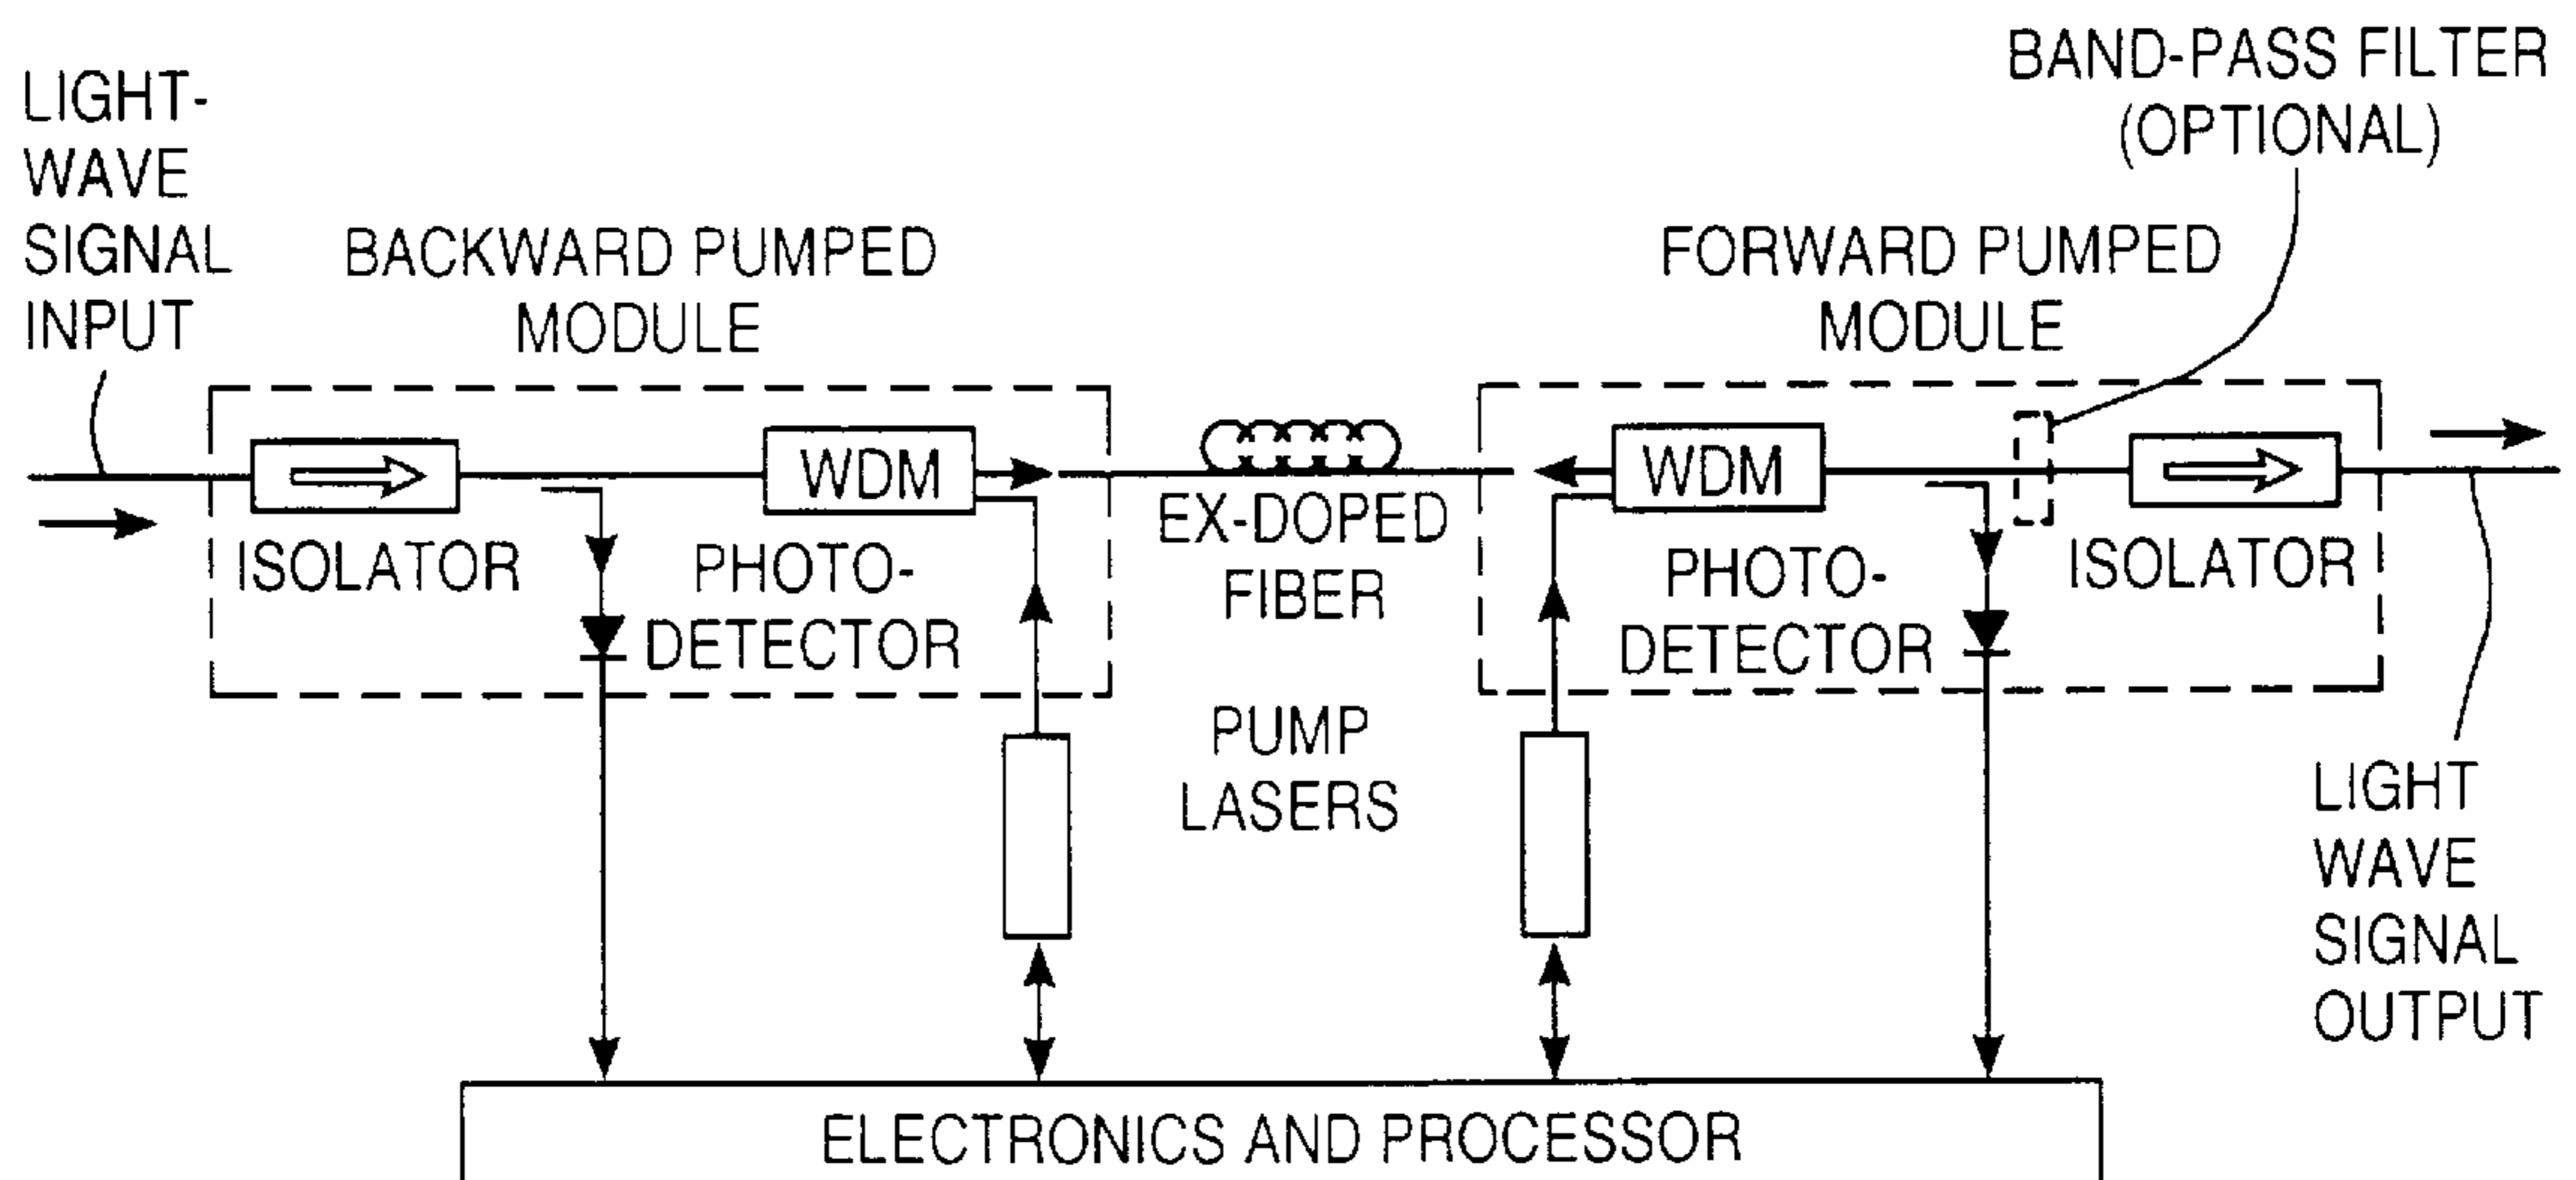 LIGHT-
WAVE
SIGNAL
INPUT
BACKWARD PUMPED
MODULE
FORWARD PUMPED
MODULE
BAND-PASS FILTER
(OPTIONAL)
WDM
WDM
ISOLATOR
PHOTO-
DETECTOR
EX-DOPED
FIBER
PHOTO-
DETECTOR
ISOLATOR
PUMP
LASERS
LIGHT
WAVE
SIGNAL
OUTPUT
ELECTRONICS AND PROCESSOR